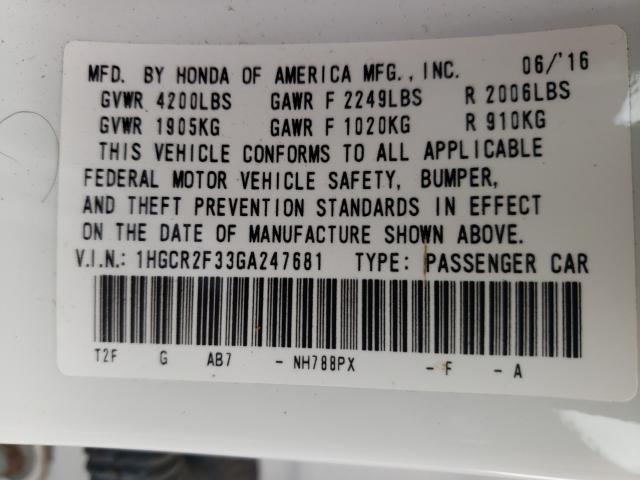 MFD. BY HONDA OF AMERICA MFG., INC. 06/'16
GVWR 4200LBS GAWR F 2249LBS R 2006LBS
GVWR 1905KG GAWR F 1020KG R 910KG
THIS VEHICLE CONFORMS TO ALL APPLICABLE
FEDERAL MOTOR VEHICLE SAFETY, BUMPER,
AND THEFT PREVENTION STANDARDS IN EFFECT
ON THE DATE OF MANUFACTURE SHOWN ABOVE.
V.I.N.: 1HGCR2F33GA247681 TYPE: PASSENGER CAR
T2F G AB7 - NH788PX - F - A